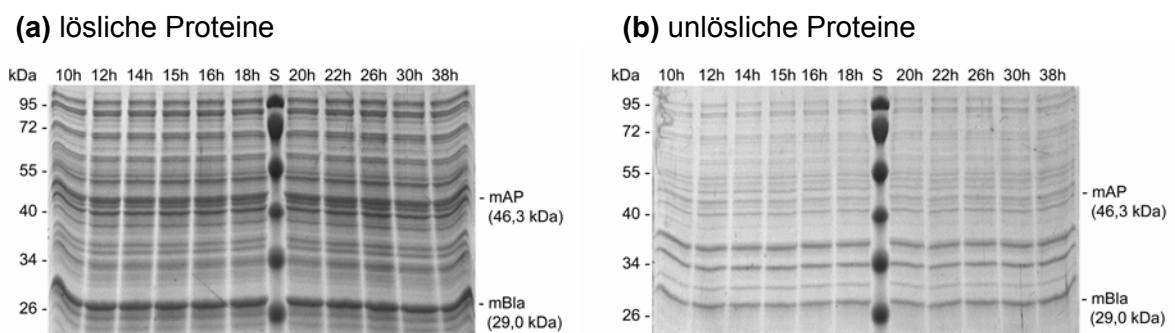 (a) lösliche Proteine
kDa 10h 12h 14h 15h 16h 18h S 20h 22h 26h 30h 38h
95 -
72 -
55 -
- mAP
(46,3 kDa)
40 -
34 -
- mBla
(29,0 kDa)
26 -
(b) unlösliche Proteine
kDa 10h 12h 14h 15h 16h 18h S 20h 22h 26h 30h 38h
95 -
72 -
55 -
- mAP
(46,3 kDa)
40 -
34 -
- mBla
(29,0 kDa)
26 -